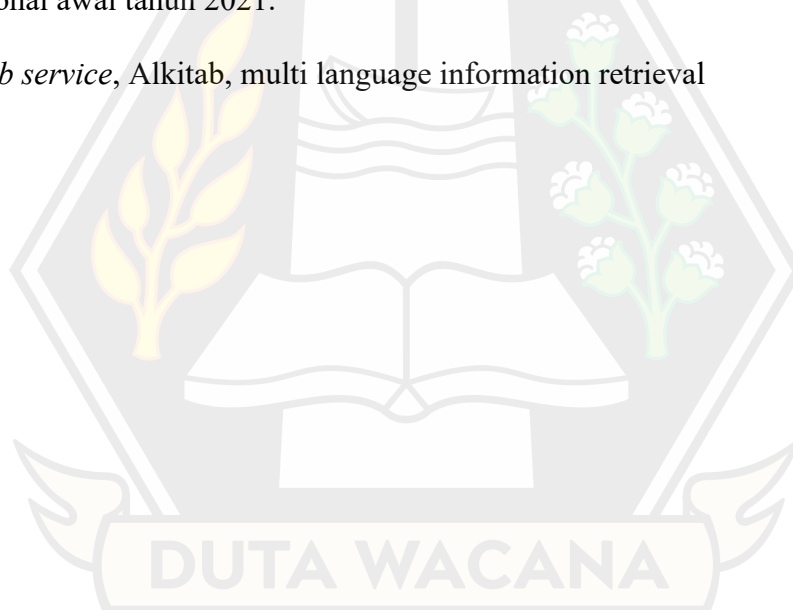 onal awal tahun 2021.
b service, Alkitab, multi language information retrieval
DUTA WACANA